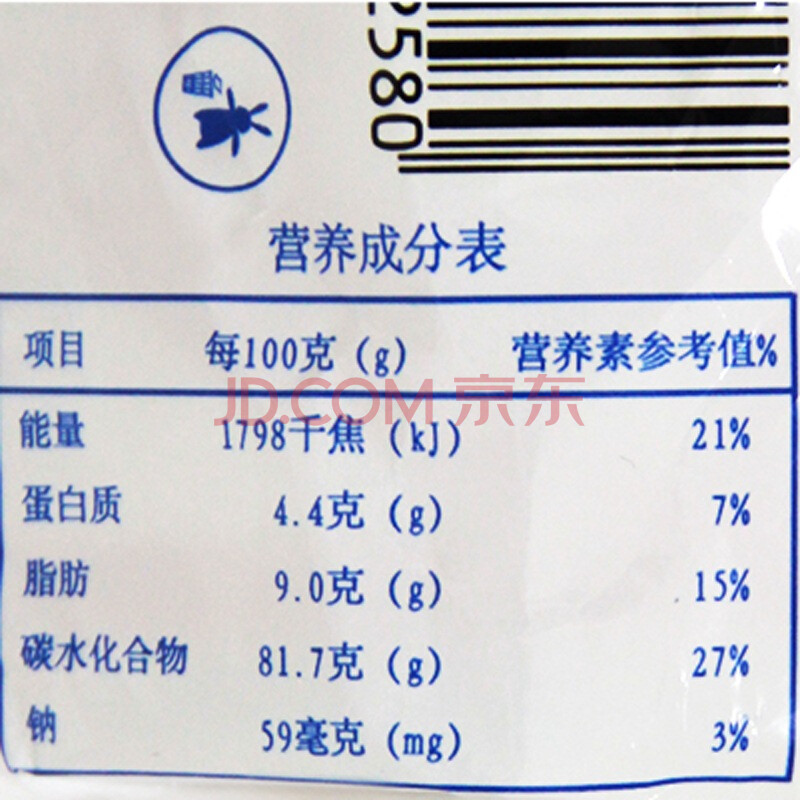 2580
营养成分表
项目 每100克 (g) 营养素参考值%
JD.COM 京东
能量 1798千焦 (kJ) 21%
蛋白质 4.4克 (g) 7%
脂肪 9.0克 (g) 15%
碳水化合物 81.7克 (g) 27%
钠 59毫克 (mg) 3%